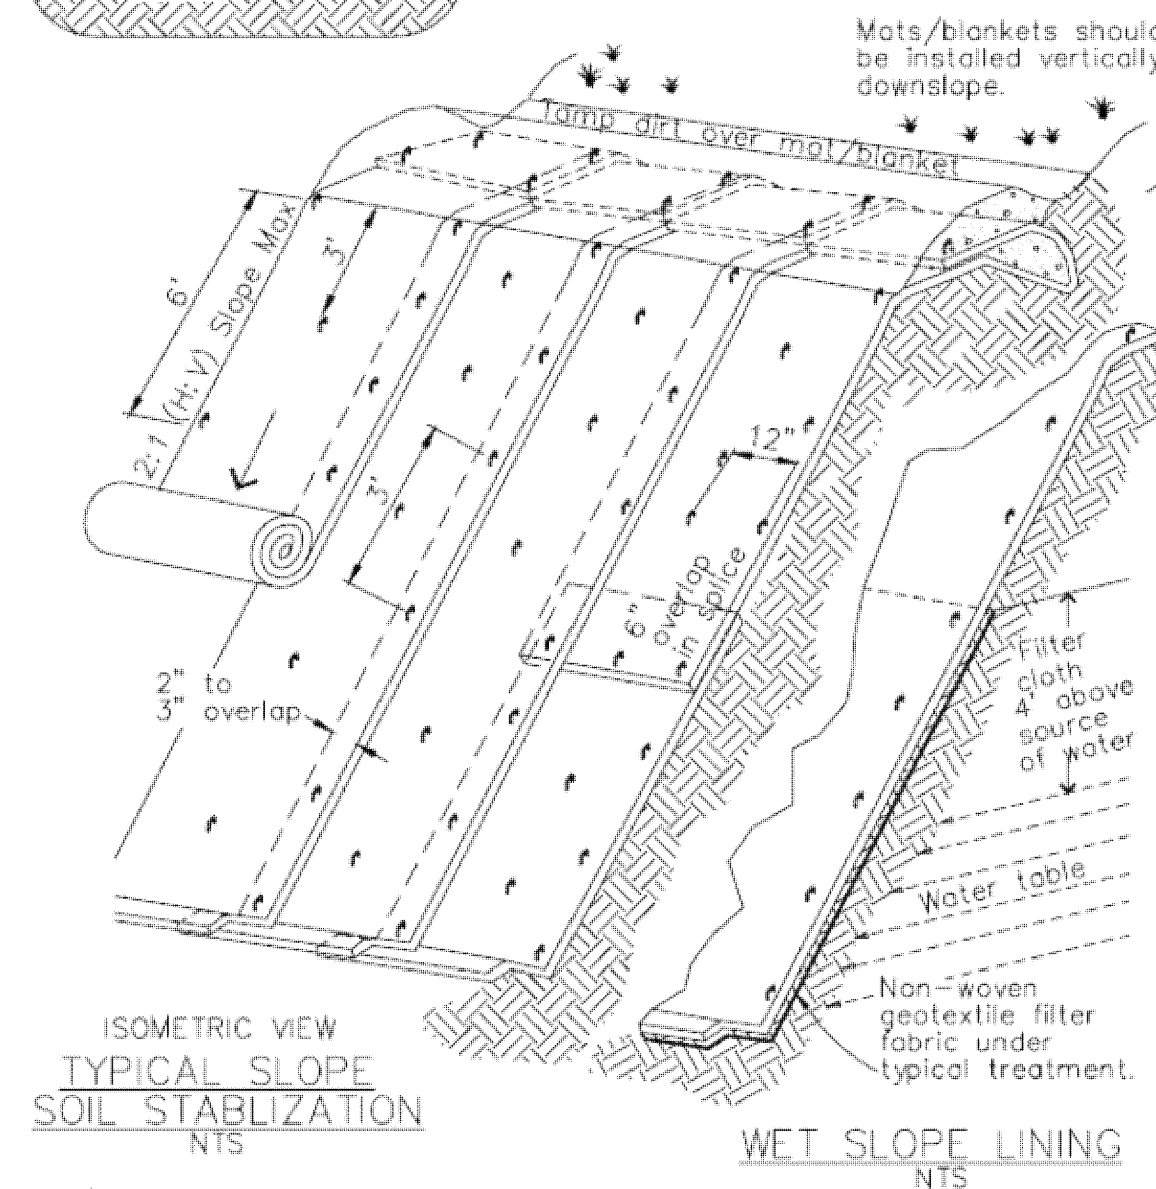 Mats/blankets should
be installed vertically
downslope.
Tamp dirt over mat/blanket
6'
2:1 (H:V) Slope Max
3'
3'
12"
6"
overlap
in splice
2" to
3" overlap
Filter
cloth
4' above
source
of water
Water table
Non-woven
geotextile filter
fabric under
typical treatment.
ISOMETRIC VIEW
TYPICAL SLOPE
SOIL STABLIZATION
NTS
WET SLOPE LINING
NTS